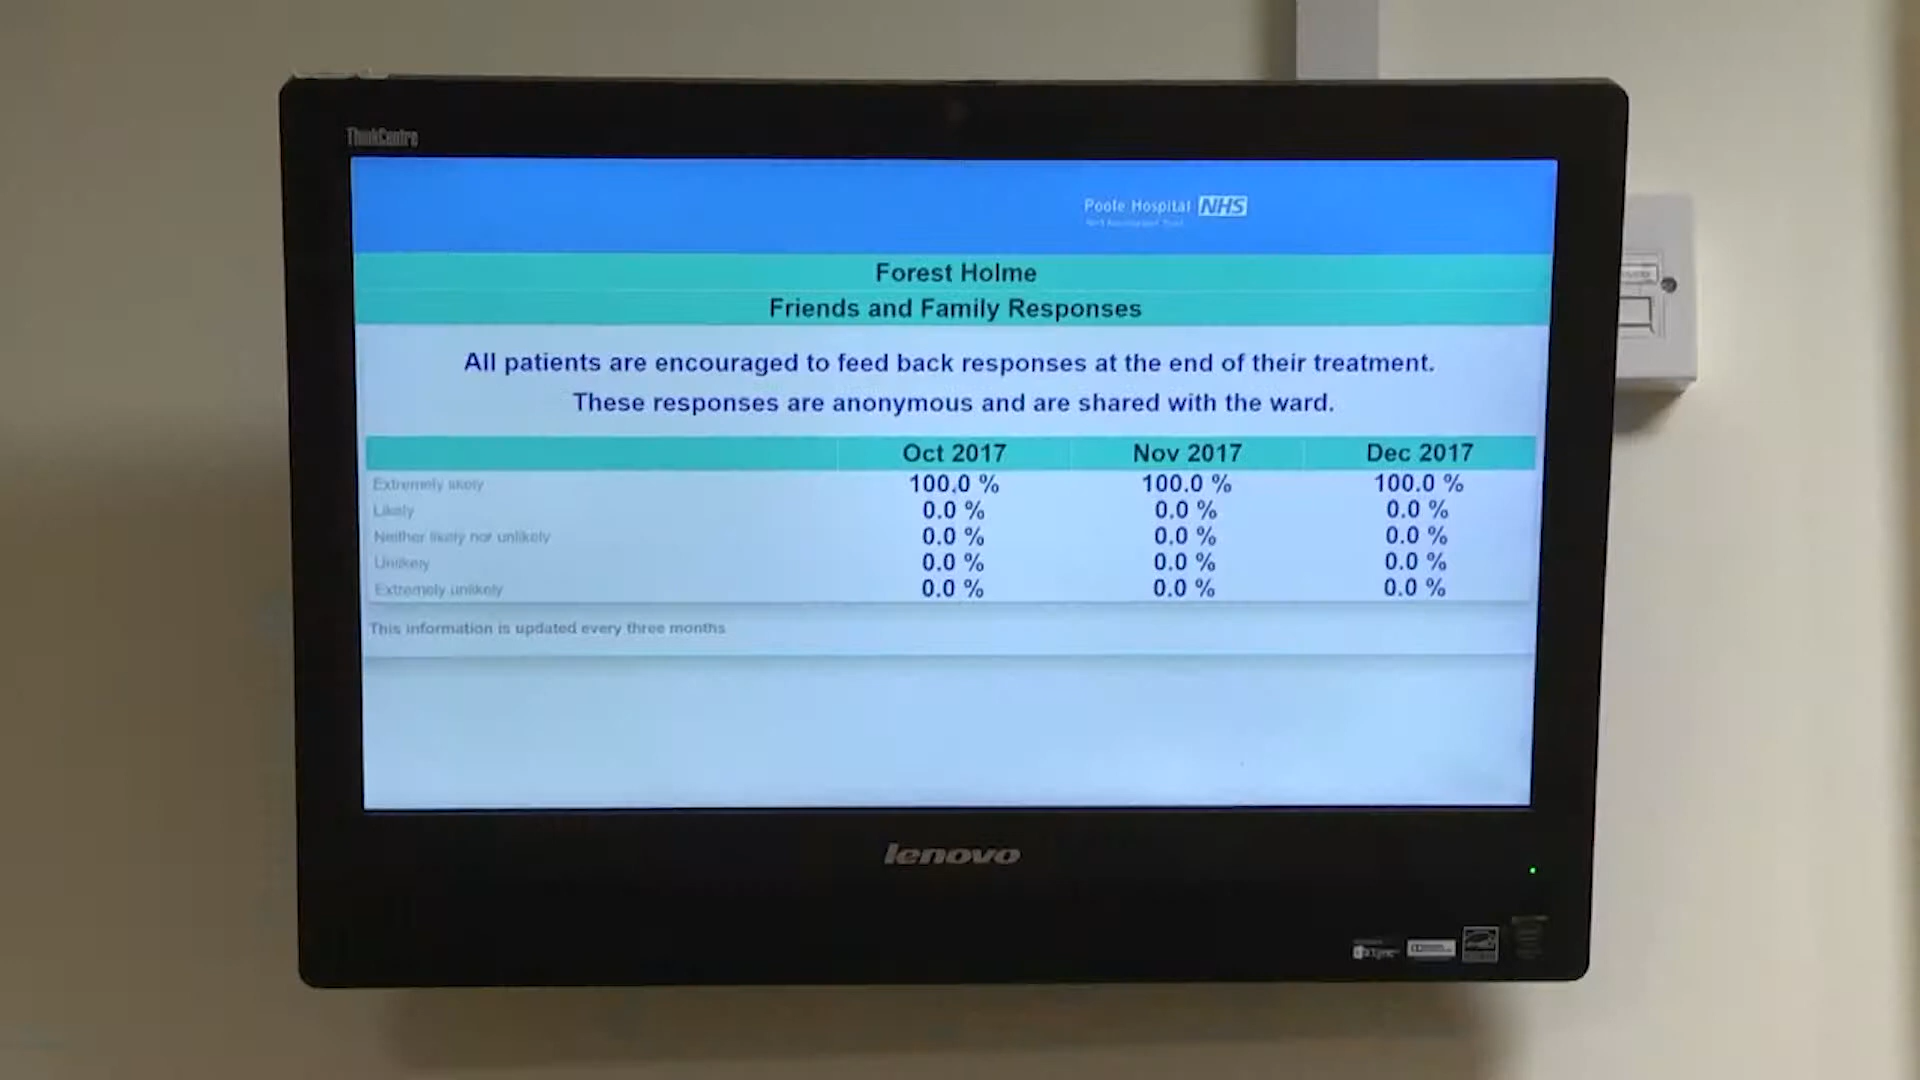 ThinkCentre
Poole Hospital NHS
NHS Foundation Trust
Forest Holme
Friends and Family Responses
All patients are encouraged to feed back responses at the end of their treatment.
These responses are anonymous and are shared with the ward.
Oct 2017 Nov 2017 Dec 2017
Extremely likely 100.0 % 100.0 % 100.0 %
Likely 0.0 % 0.0 % 0.0 %
Neither likely nor unlikely 0.0 % 0.0 % 0.0 %
Unlikely 0.0 % 0.0 % 0.0 %
Extremely unlikely 0.0 % 0.0 % 0.0 %
This information is updated every three months
lenovo